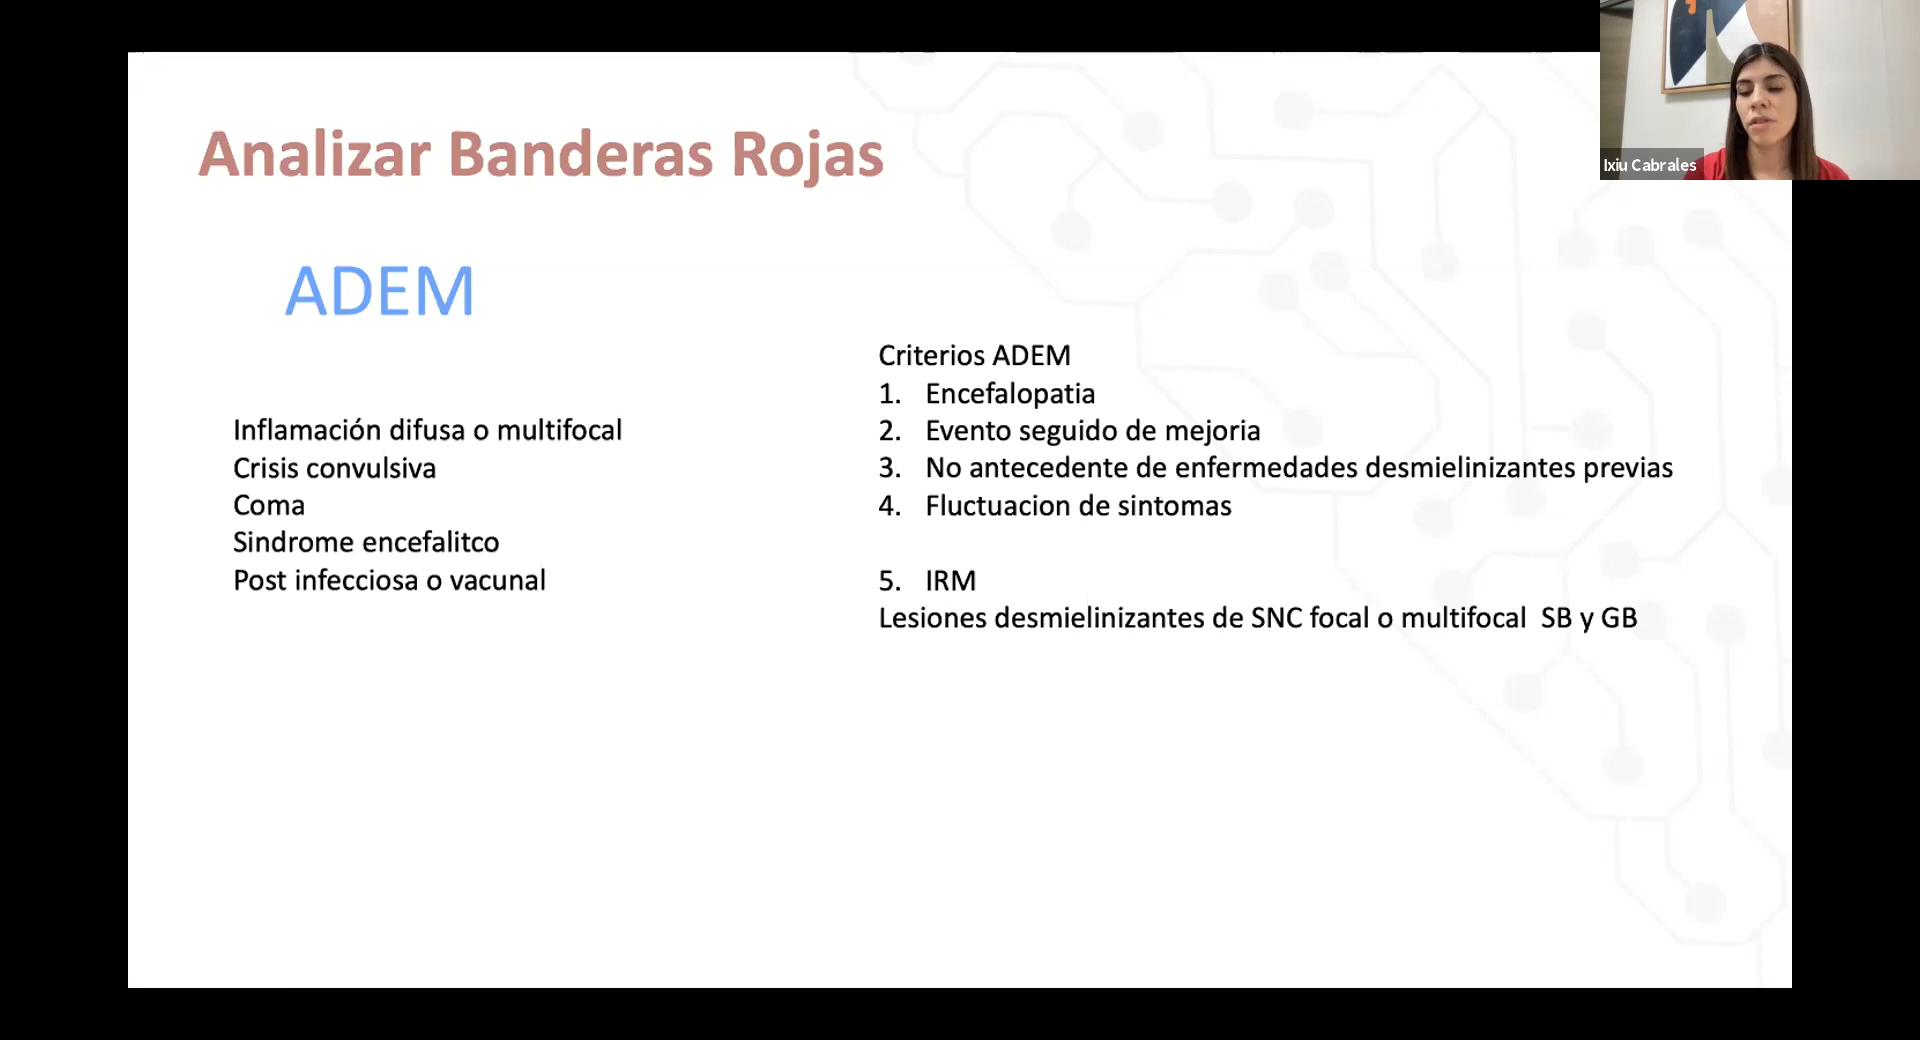 Analizar Banderas Rojas
Ixiu Cabrales
ADEM
Inflamación difusa o multifocal
Crisis convulsiva
Coma
Sindrome encefalitco
Post infecciosa o vacunal
Criterios ADEM
1. Encefalopatia
2. Evento seguido de mejoria
3. No antecedente de enfermedades desmielinizantes previas
4. Fluctuacion de sintomas
5. IRM
Lesiones desmielinizantes de SNC focal o multifocal SB y GB